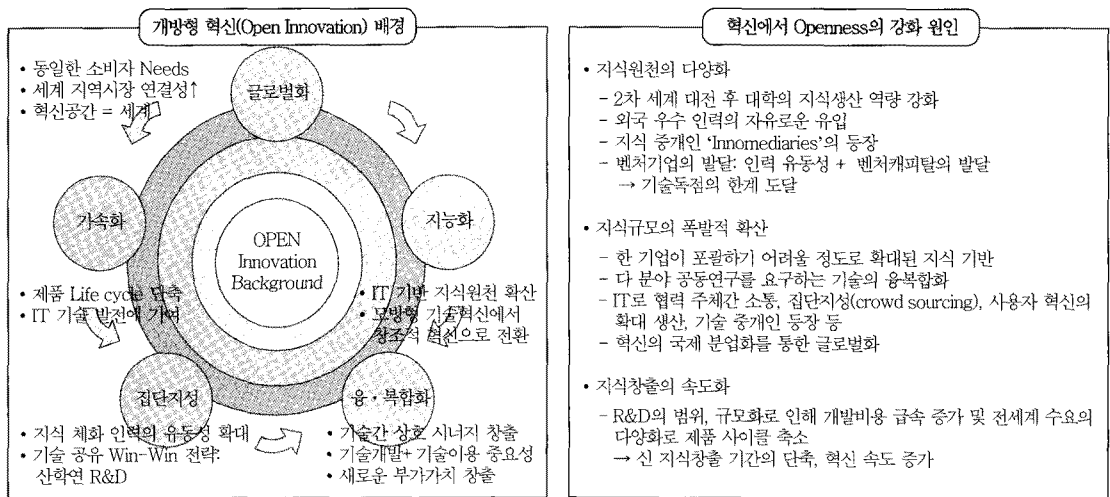 개방형 혁신(Open Innovation) 배경
• 동일한 소비자 Needs
• 세계 지역시장 연결성↑
• 혁신공간 = 세계
글로벌화
가속화
지능화
OPEN
Innovation
Background
• 제품 Life cycle 단축
• IT 기술 발전에 기여
• IT 기반 지식원천 확산
• 모방형 기술혁신에서
창조적 혁신으로 전환
집단지성
융・복합화
• 지식 체화 인력의 유동성 확대
• 기술 공유 Win-Win 전략:
산학연 R&D
• 기술간 상호 시너지 창출
• 기술개발+ 기술이용 중요성
• 새로운 부가가치 창출
혁신에서 Openness의 강화 원인
• 지식원천의 다양화
- 2차 세계 대전 후 대학의 지식생산 역량 강화
- 외국 우수 인력의 자유로운 유입
- 지식 중개인 ‘Innomediaries’의 등장
- 벤처기업의 발달: 인력 유동성 + 벤처캐피탈의 발달
→ 기술독점의 한계 도달
• 지식규모의 폭발적 확산
- 한 기업이 포괄하기 어려울 정도로 확대된 지식 기반
- 다 분야 공동연구를 요구하는 기술의 융복합화
- IT로 협력 주체간 소통, 집단지성(crowd sourcing), 사용자 혁신의
확대 생산, 기술 중개인 등장 등
- 혁신의 국제 분업화를 통한 글로벌화
• 지식창출의 속도화
- R&D의 범위, 규모화로 인해 개발비용 급속 증가 및 전세계 수요의
다양화로 제품 사이클 축소
→ 신 지식창출 기간의 단축, 혁신 속도 증가